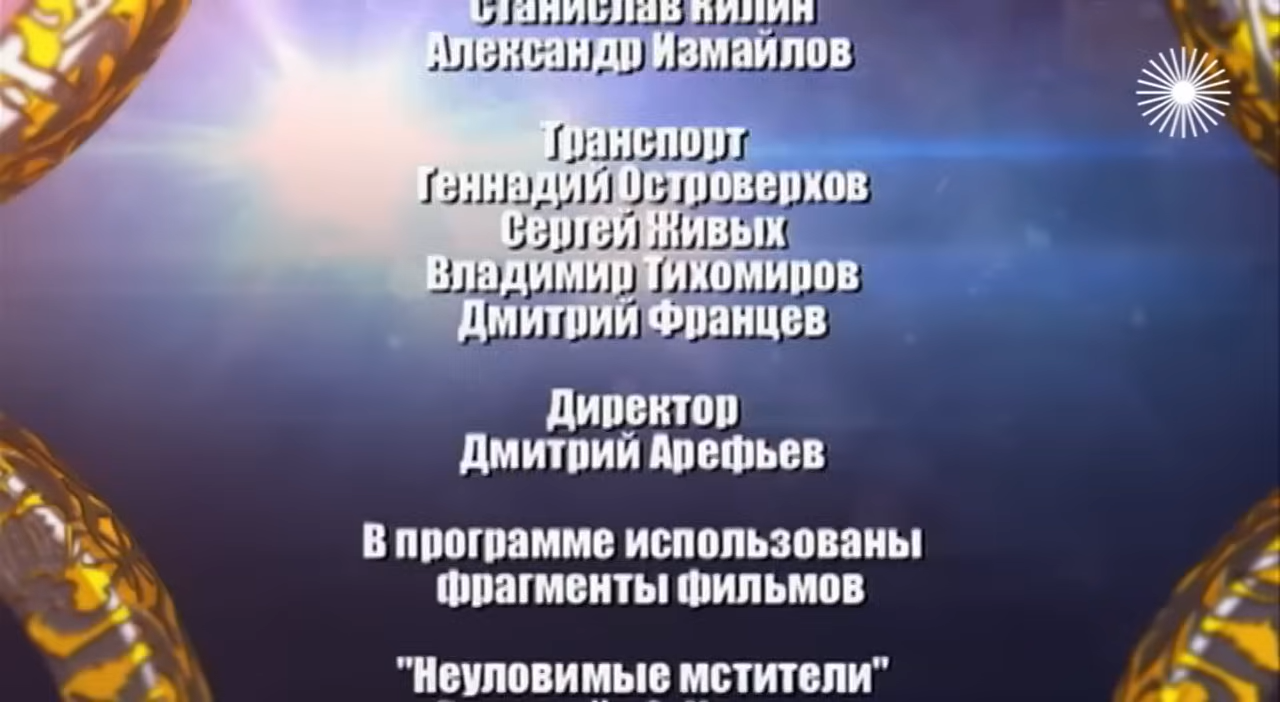 Станислав Килин
Александр Измайлов
Транспорт
Геннадий Островерхов
Сергей Живых
Владимир Тихомиров
Дмитрий Францев
Директор
Дмитрий Арефьев
В программе использованы
фрагменты фильмов
"Неуловимые мстители"